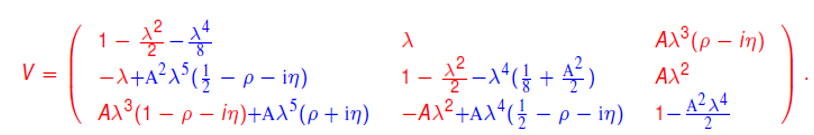 1 − λ²/2 − λ⁴/8    λ    Aλ³(ρ − iη)
V = ( −λ+A²λ⁵(1/2 − ρ − iη)    1 − λ²/2 −λ⁴(1/8 + A²/2)    Aλ² ) .
Aλ³(1 − ρ − iη)+Aλ⁵(ρ + iη)    −Aλ²+Aλ⁴(1/2 − ρ − iη)    1−A²λ⁴/2